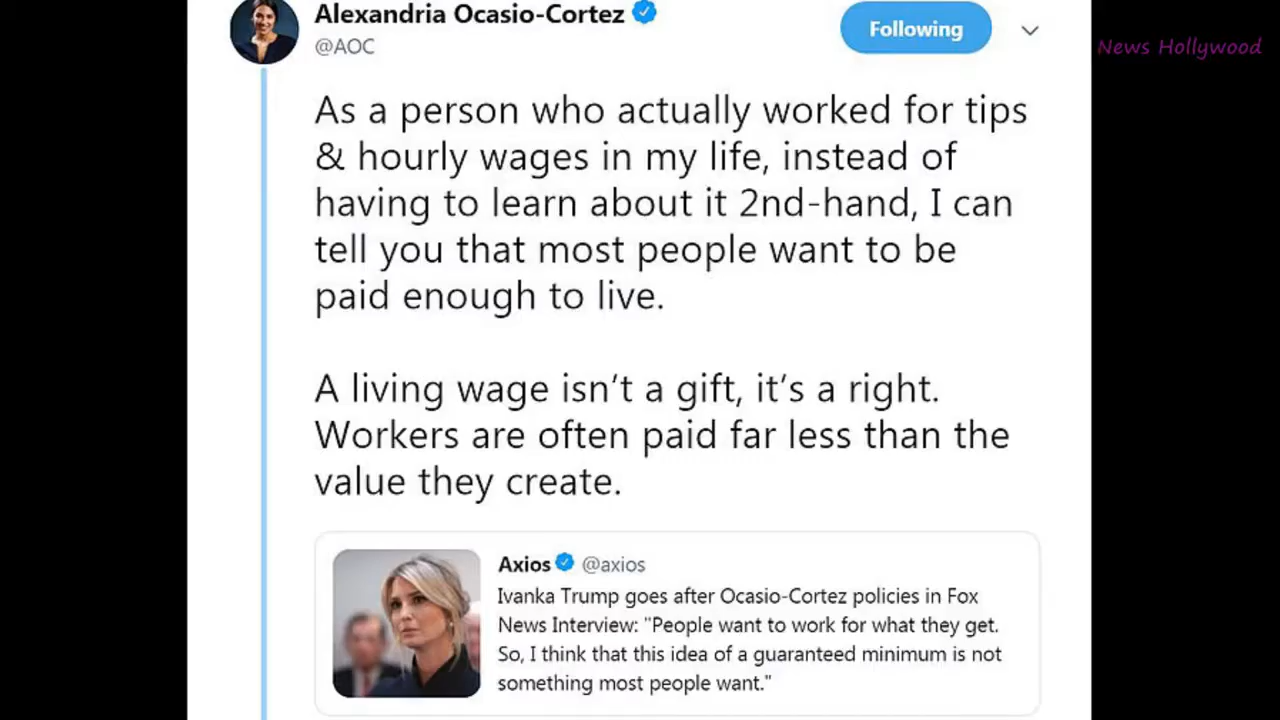 Alexandria Ocasio-Cortez
@AOC
Following
News Hollywood
As a person who actually worked for tips
& hourly wages in my life, instead of
having to learn about it 2nd-hand, I can
tell you that most people want to be
paid enough to live.
A living wage isn’t a gift, it’s a right.
Workers are often paid far less than the
value they create.
Axios @axios
Ivanka Trump goes after Ocasio-Cortez policies in Fox
News Interview: "People want to work for what they get.
So, I think that this idea of a guaranteed minimum is not
something most people want."